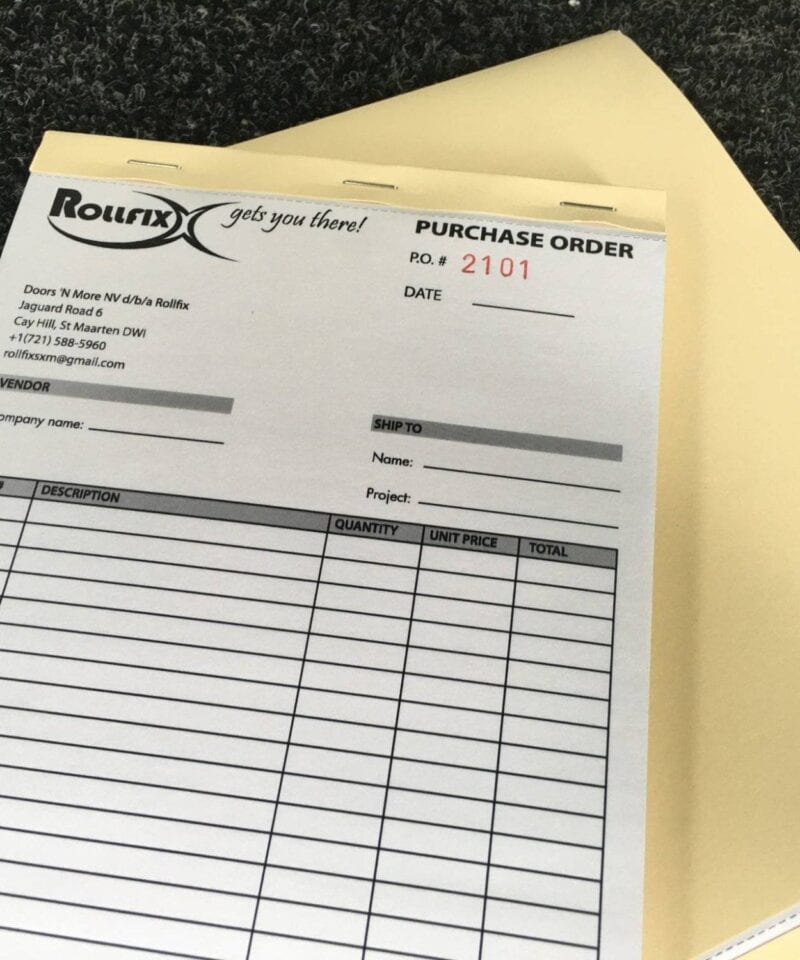 ROLLFIX gets you there!
PURCHASE ORDER
P.O. # 2101
DATE
Doors 'N More NV d/b/a Rollfix
Jaguard Road 6
Cay Hill, St Maarten DWI
+1(721) 588-5960
rollfixsxm@gmail.com
VENDOR
ompany name:
SHIP TO
Name:
Project:
# DESCRIPTION QUANTITY UNIT PRICE TOTAL